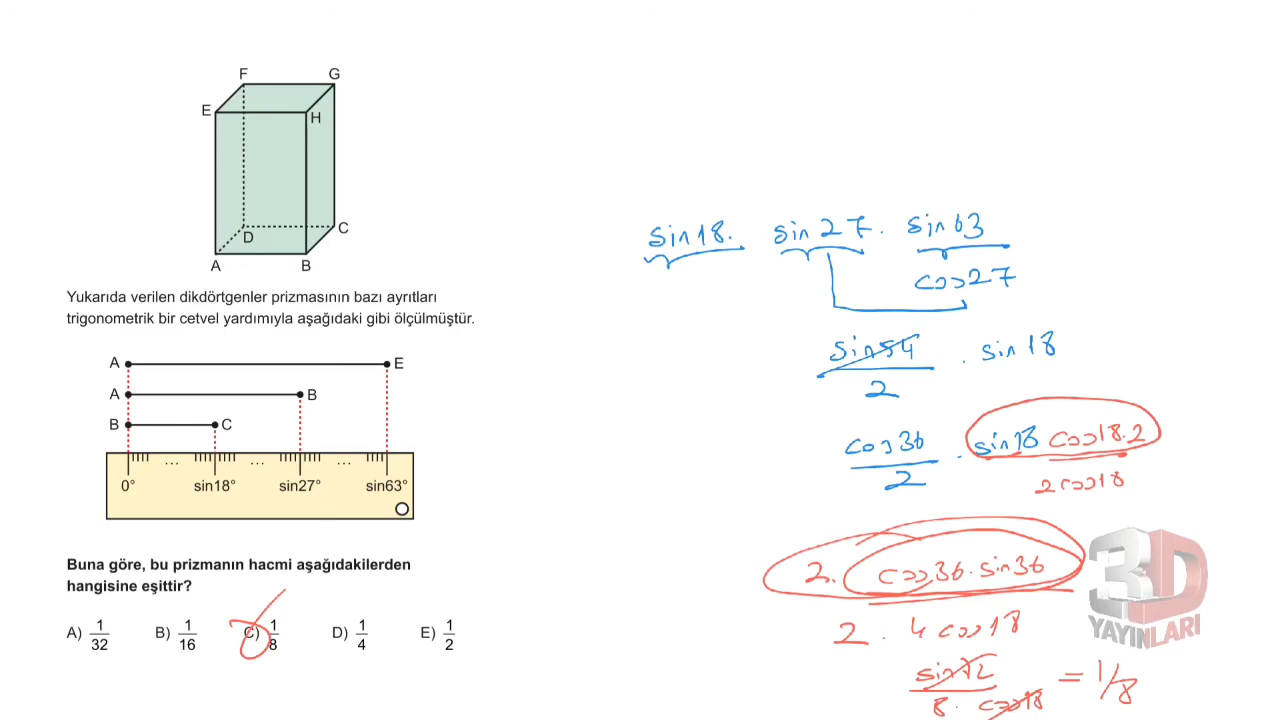 F G
E H
D C
A B
Yukarıda verilen dikdörtgenler prizmasının bazı ayrıtları
trigonometrik bir cetvel yardımıyla aşağıdaki gibi ölçülmüştür.
A E
A B
B C
... ... ...
0° sin18° sin27° sin63°
Buna göre, bu prizmanın hacmi aşağıdakilerden
hangisine eşittir?
A) 1/32 B) 1/16 C) 1/8 D) 1/4 E) 1/2
sin18. sin27. sin63
cos27
sin54/2 . sin18
cos36/2 . sin18 cos18.2/2cos18
2. cos36.sin36
2 . 4cos18
sin72/8.cos18 = 1/8
3D
YAYINLARI